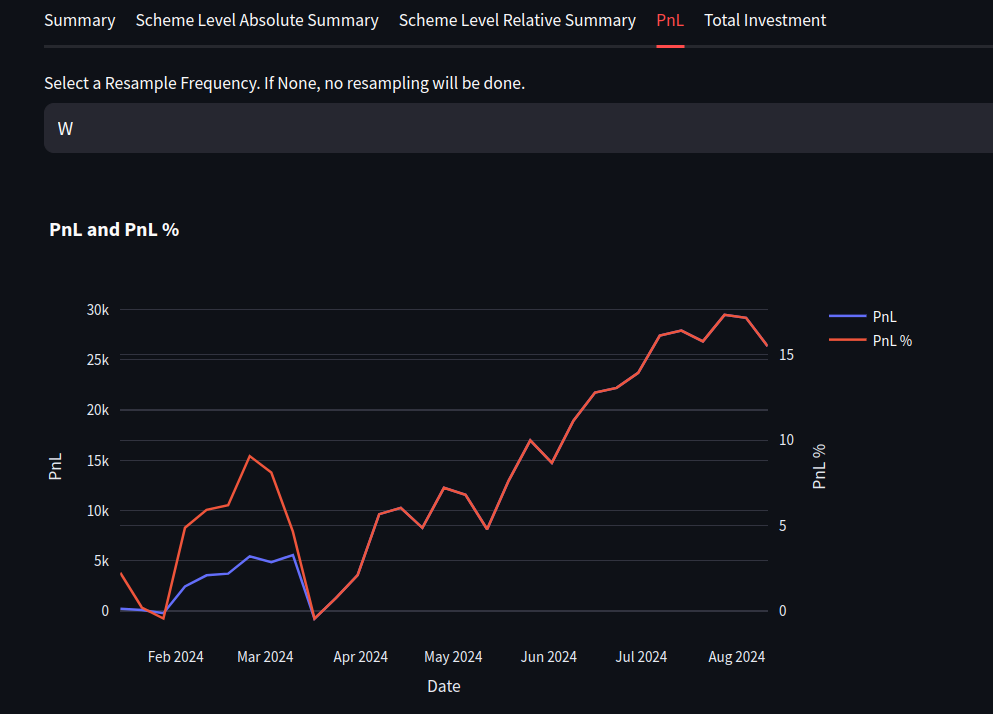 Summary Scheme Level Absolute Summary Scheme Level Relative Summary PnL Total Investment
Select a Resample Frequency. If None, no resampling will be done.
W
PnL and PnL %
30k
25k
20k
15k
10k
5k
0
PnL
15
10
5
0
PnL %
PnL
PnL %
Feb 2024 Mar 2024 Apr 2024 May 2024 Jun 2024 Jul 2024 Aug 2024
Date